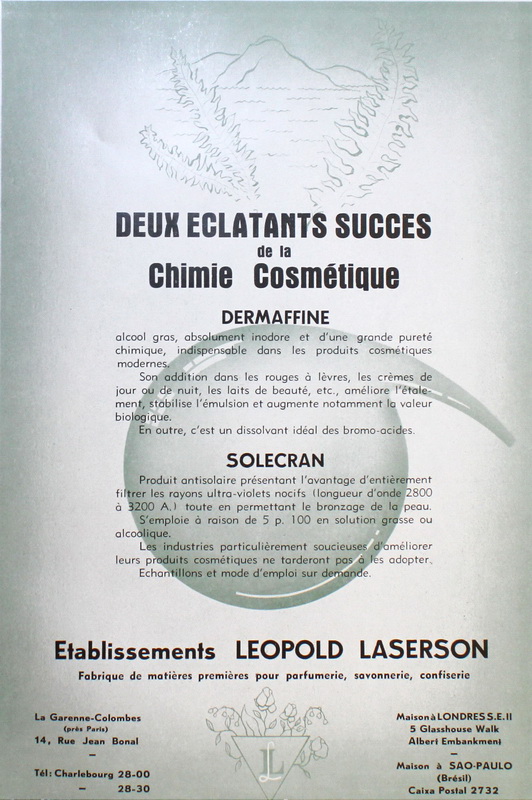 DEUX ECLATANTS SUCCES
de la
Chimie Cosmétique
DERMAFFINE
alcool gras, absolument inodore et d'une grande pureté
chimique, indispensable dans les produits cosmétiques
modernes.
Son addition dans les rouges à lèvres, les crèmes de
jour ou de nuit, les laits de beauté, etc., améliore l'étale-
ment, stabilise l'émulsion et augmente notamment la valeur
biologique.
En outre, c'est un dissolvant idéal des bromo-acides.
SOLECRAN
Produit antisolaire présentant l'avantage d'entièrement
filtrer les rayons ultra-violets nocifs (longueur d'onde 2800
à 3200 A.) toute en permettant le bronzage de la peau.
S'emploie à raison de 5 p. 100 en solution grasse ou
alcoolique.
Les industries particulièrement soucieuses d'améliorer
leurs produits cosmétiques ne tarderont pas à les adopter.
Echantillons et mode d'emploi sur demande.
Etablissements LEOPOLD LASERSON
Fabrique de matières premières pour parfumerie, savonnerie, confiserie
La Garenne-Colombes
(près Paris)
14, Rue Jean Bonal
—
Tél : Charlebourg 28-00
— 28-30
L L
Maison à LONDRES S.E.11
5 Glasshouse Walk
Albert Embankment
—
Maison à SAO-PAULO
(Brésil)
Caixa Postal 2732